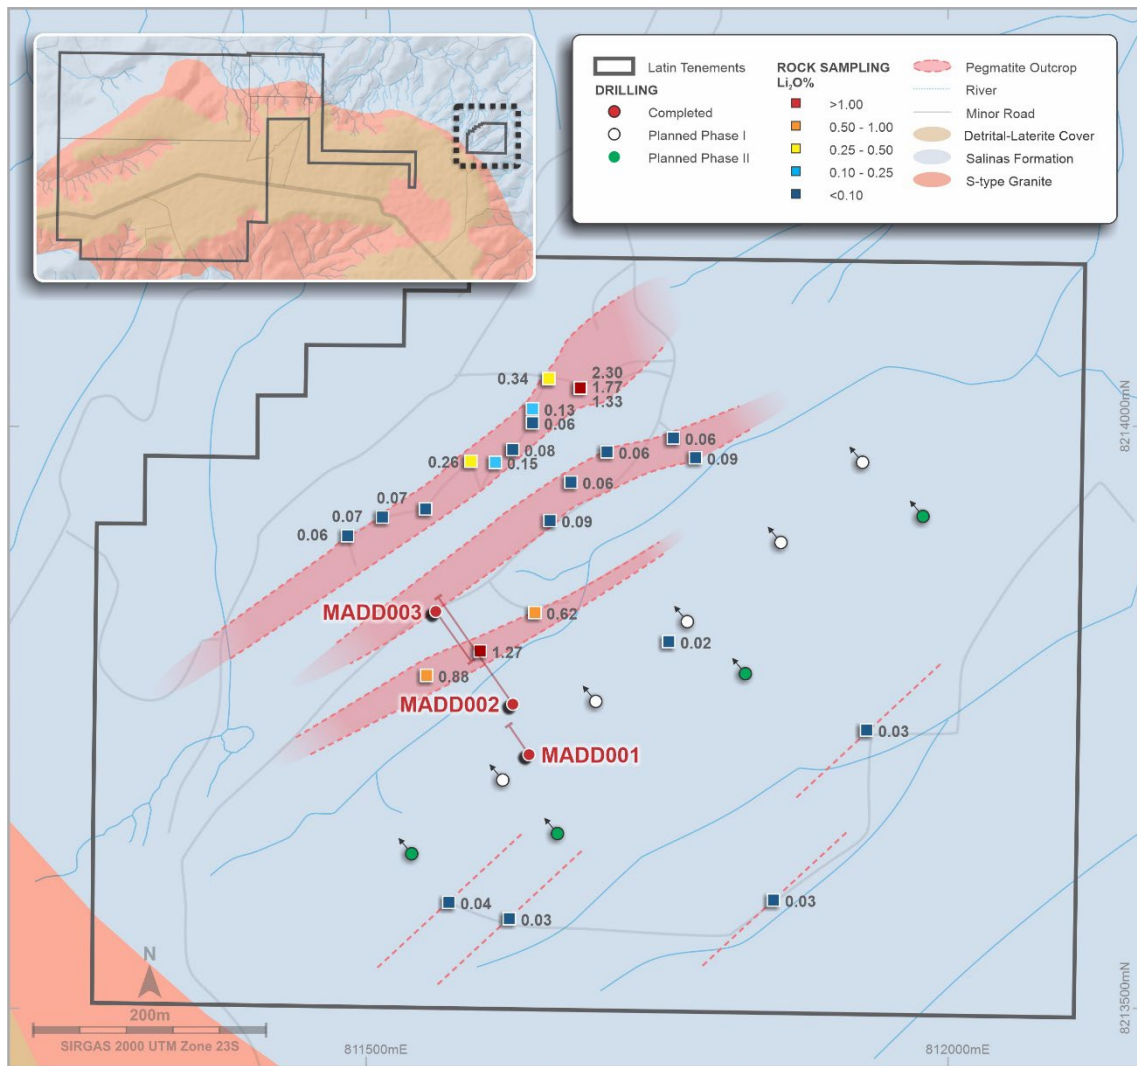 Latin Tenements
DRILLING
Completed
Planned Phase I
Planned Phase II
ROCK SAMPLING
Li₂O%
>1.00
0.50 - 1.00
0.25 - 0.50
0.10 - 0.25
<0.10
Pegmatite Outcrop
River
Minor Road
Detrital-Laterite Cover
Salinas Formation
S-type Granite
0.34
2.30
1.77
1.33
0.13
0.06
0.08
0.26
0.15
0.07
0.07
0.06
0.06
0.09
0.06
0.06
0.09
8214000mN
MADD003
0.62
1.27
0.88
0.02
MADD002
MADD001
0.03
0.04
0.03
0.03
N
200m
SIRGAS 2000 UTM Zone 23S
811500mE
812000mE
8213500mN